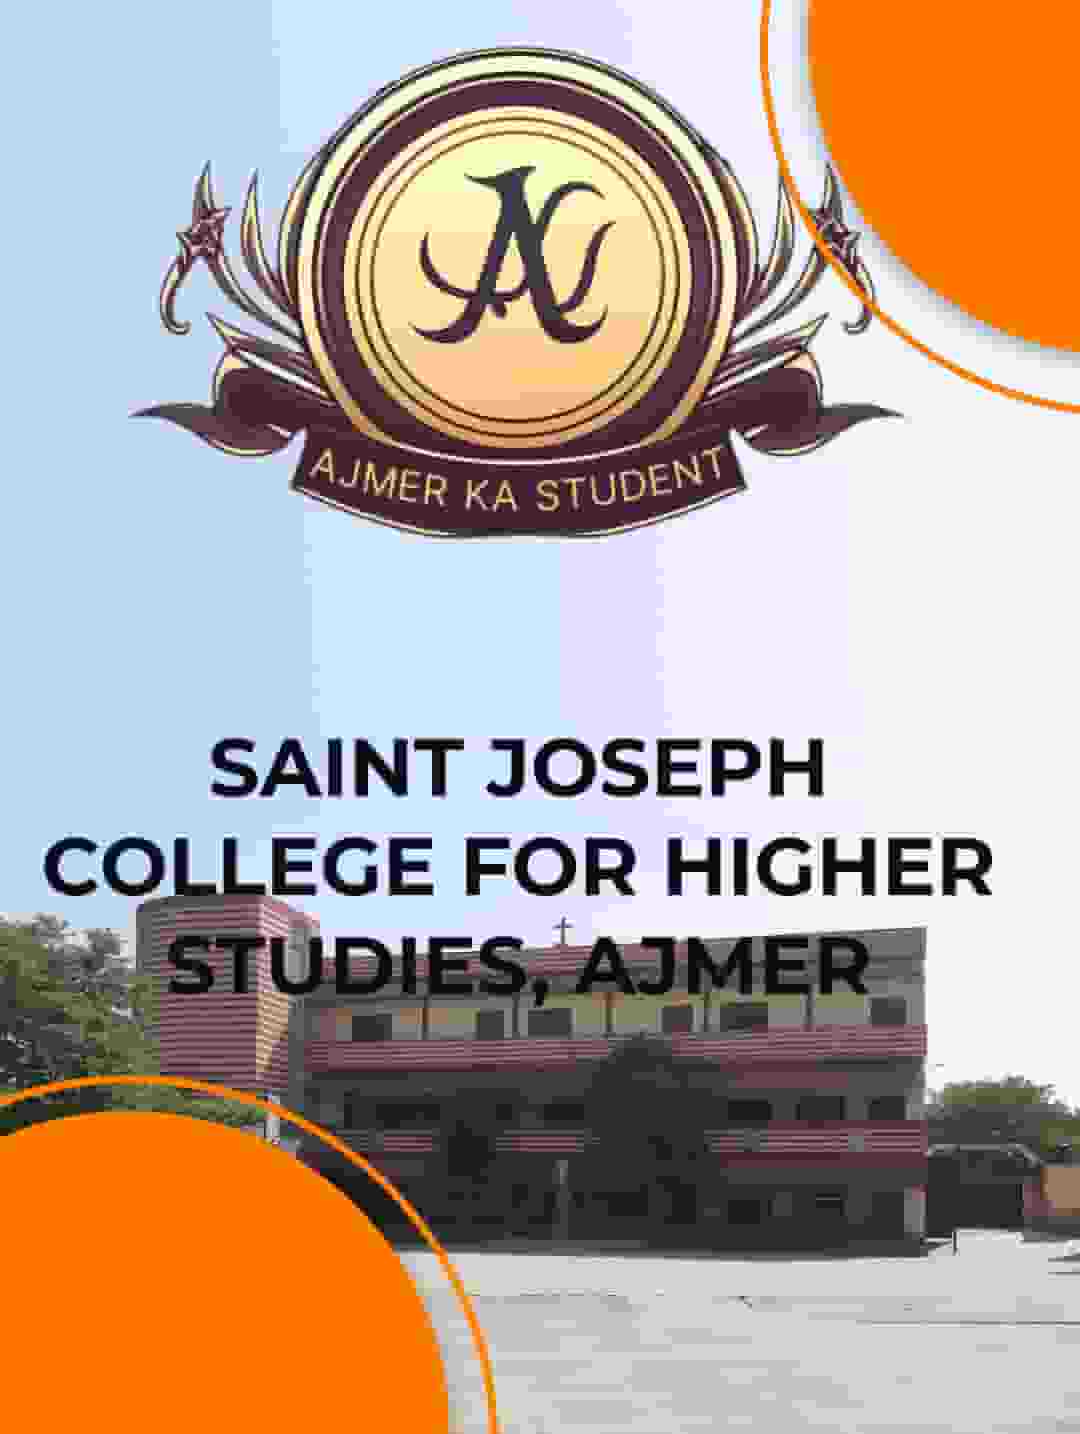 AJMER KA STUDENT
SAINT JOSEPH
COLLEGE FOR HIGHER
STUDIES, AJMER